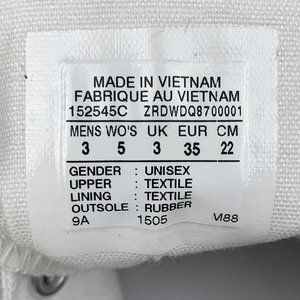 MADE IN VIETNAM
FABRIQUE AU VIETNAM
152545C ZRDWDQ8700001
MENS WO'S UK EUR CM
3 5 3 35 22
GENDER : UNISEX
UPPER : TEXTILE
LINING : TEXTILE
OUTSOLE : RUBBER
9A 1505 M88